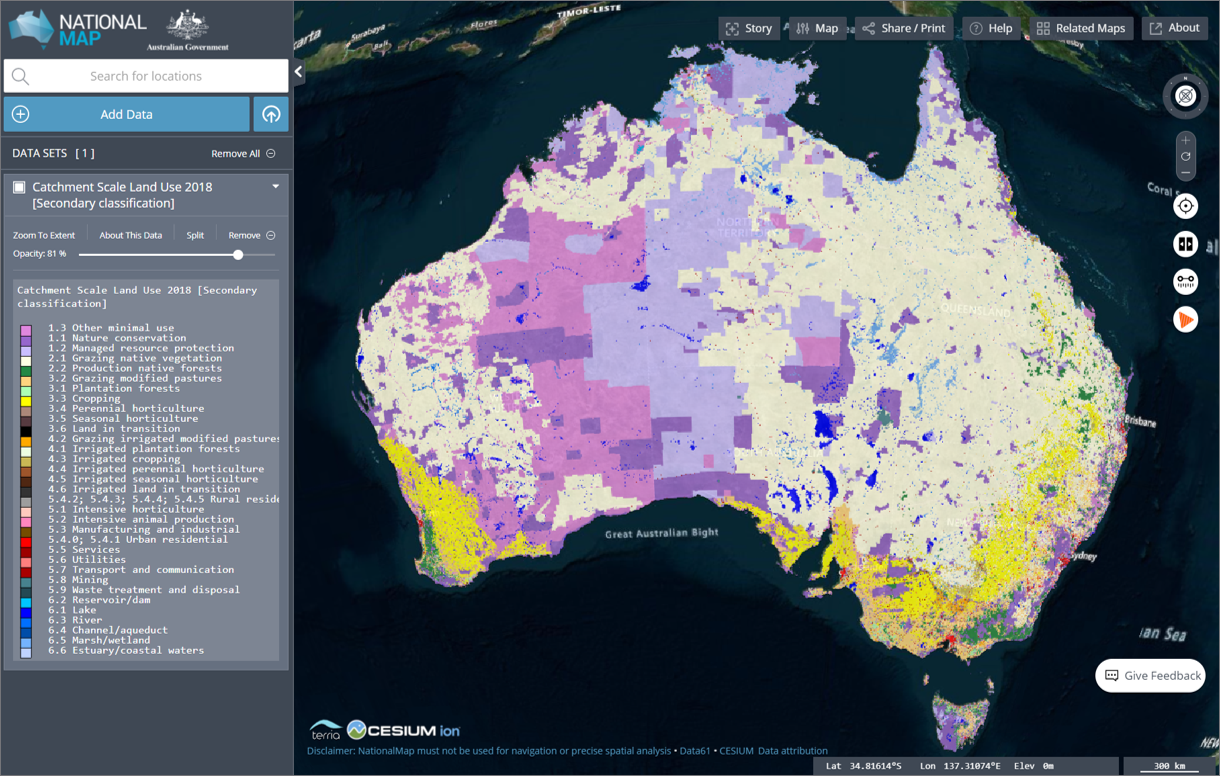 NATIONAL
MAP
Australian Government
Search for locations
Add Data
DATA SETS [ 1 ]
Remove All
Catchment Scale Land Use 2018
[Secondary classification]
Zoom To Extent
About This Data
Split
Remove
Opacity: 81 %
Catchment Scale Land Use 2018 [Secondary
classification]
1.3 Other minimal use
1.1 Nature conservation
1.2 Managed resource protection
2.1 Grazing native vegetation
2.2 Production native forests
3.2 Grazing modified pastures
3.1 Plantation forests
3.3 Cropping
3.4 Perennial horticulture
3.5 Seasonal horticulture
3.6 Land in transition
4.2 Grazing irrigated modified pastures
4.1 Irrigated plantation forests
4.3 Irrigated cropping
4.4 Irrigated perennial horticulture
4.5 Irrigated seasonal horticulture
4.6 Irrigated land in transition
5.4.2; 5.4.3; 5.4.4; 5.4.5 Rural reside
5.1 Intensive horticulture
5.2 Intensive animal production
5.3 Manufacturing and industrial
5.4.0; 5.4.1 Urban residential
5.5 Services
5.6 Utilities
5.7 Transport and communication
5.8 Mining
5.9 Waste treatment and disposal
6.2 Reservoir/dam
6.1 Lake
6.3 River
6.4 Channel/aqueduct
6.5 Marsh/wetland
6.6 Estuary/coastal waters
Story
Map
Share / Print
Help
Related Maps
About
TIMOR-LESTE
Flores
Surabaya
Bali
karta
N
Coral
NORTHERN
TERRITORY
QUEENSLAND
Brisbane
Great Australian Bight
Sydney
an Sea
NEW
Give Feedback
terria
CESIUM ion
Disclaimer: NationalMap must not be used for navigation or precise spatial analysis • Data61 • CESIUM Data attribution
Lat 34.81614°S Lon 137.31074°E Elev 0m
300 km